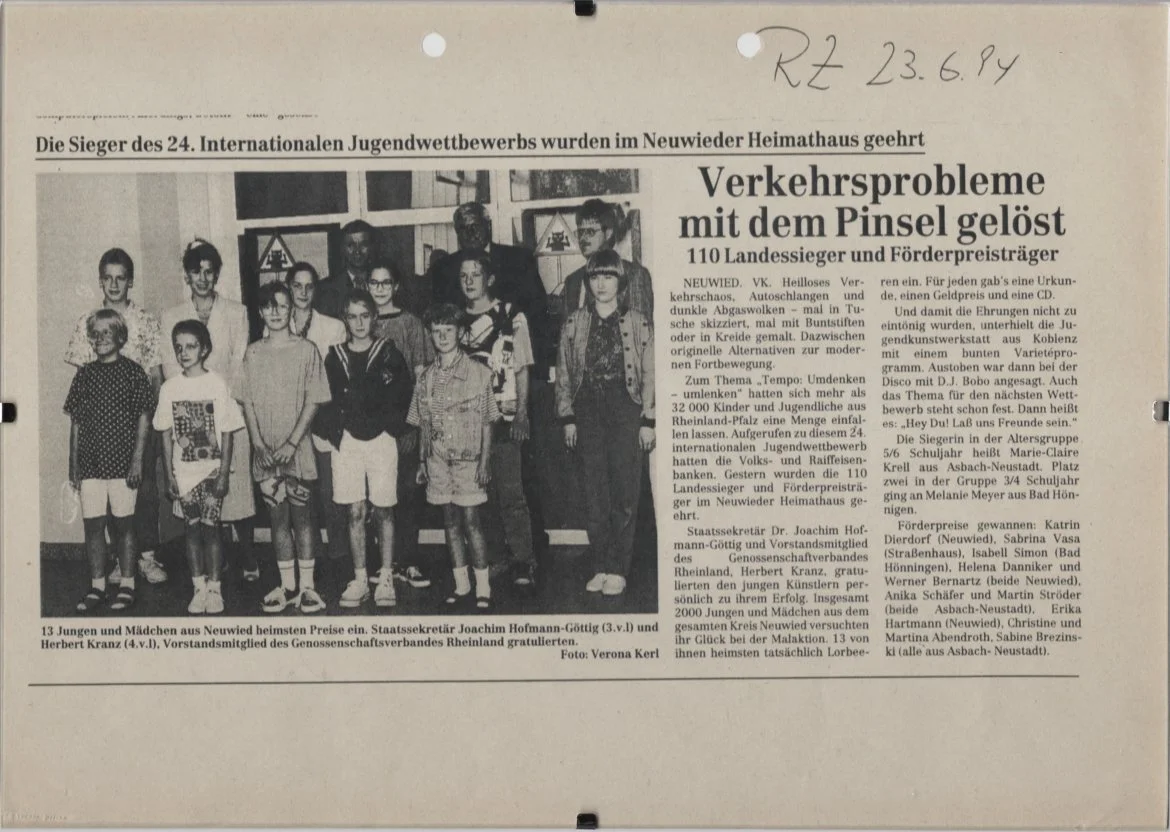 RZ 23.6.94
Die Sieger des 24. Internationalen Jugendwettbewerbs wurden im Neuwieder Heimathaus geehrt
Verkehrsprobleme
mit dem Pinsel gelöst
110 Landessieger und Förderpreisträger
NEUWIED. VK. Heilloses Ver-
kehrschaos, Autoschlangen und
dunkle Abgaswolken – mal in Tu-
sche skizziert, mal mit Buntstiften
oder in Kreide gemalt. Dazwischen
originelle Alternativen zur moder-
nen Fortbewegung.
Zum Thema „Tempo: Umdenken
– umlenken" hatten sich mehr als
32 000 Kinder und Jugendliche aus
Rheinland-Pfalz eine Menge einfal-
len lassen. Aufgerufen zu diesem 24.
internationalen Jugendwettbewerb
hatten die Volks- und Raiffeisen-
banken. Gestern wurden die 110
Landessieger und Förderpreisträ-
ger im Neuwieder Heimathaus ge-
ehrt.
Staatssekretär Dr. Joachim Hof-
mann-Göttig und Vorstandsmitglied
des Genossenschaftsverbandes
Rheinland, Herbert Kranz, gratu-
lierten den jungen Künstlern per-
sönlich zu ihrem Erfolg. Insgesamt
2000 Jungen und Mädchen aus dem
gesamten Kreis Neuwied versuchten
ihr Glück bei der Malaktion. 13 von
ihnen heimsten tatsächlich Lorbee-
ren ein. Für jeden gab's eine Urkun-
de, einen Geldpreis und eine CD.
Und damit die Ehrungen nicht zu
eintönig wurden, unterhielt die Ju-
gendkunstwerkstatt aus Koblenz
mit einem bunten Varietépro-
gramm. Austoben war dann bei der
Disco mit D.J. Bobo angesagt. Auch
das Thema für den nächsten Wett-
bewerb steht schon fest. Dann heißt
es: „Hey Du! Laß uns Freunde sein."
Die Siegerin in der Altersgruppe
5/6 Schuljahr heißt Marie-Claire
Krell aus Asbach-Neustadt. Platz
zwei in der Gruppe 3/4 Schuljahr
ging an Melanie Meyer aus Bad Hön-
nigen.
Förderpreise gewannen: Katrin
Dierdorf (Neuwied), Sabrina Vasa
(Straßenhaus), Isabell Simon (Bad
Hönningen), Helena Danniker und
Werner Bernartz (beide Neuwied),
Anika Schäfer und Martin Ströder
(beide Asbach-Neustadt), Erika
Hartmann (Neuwied), Christine und
Martina Abendroth, Sabine Brezins-
ki (alle aus Asbach- Neustadt).
13 Jungen und Mädchen aus Neuwied heimsten Preise ein. Staatssekretär Joachim Hofmann-Göttig (3.v.l) und
Herbert Kranz (4.v.l), Vorstandsmitglied des Genossenschaftsverbandes Rheinland gratulierten.
Foto: Verona Kerl